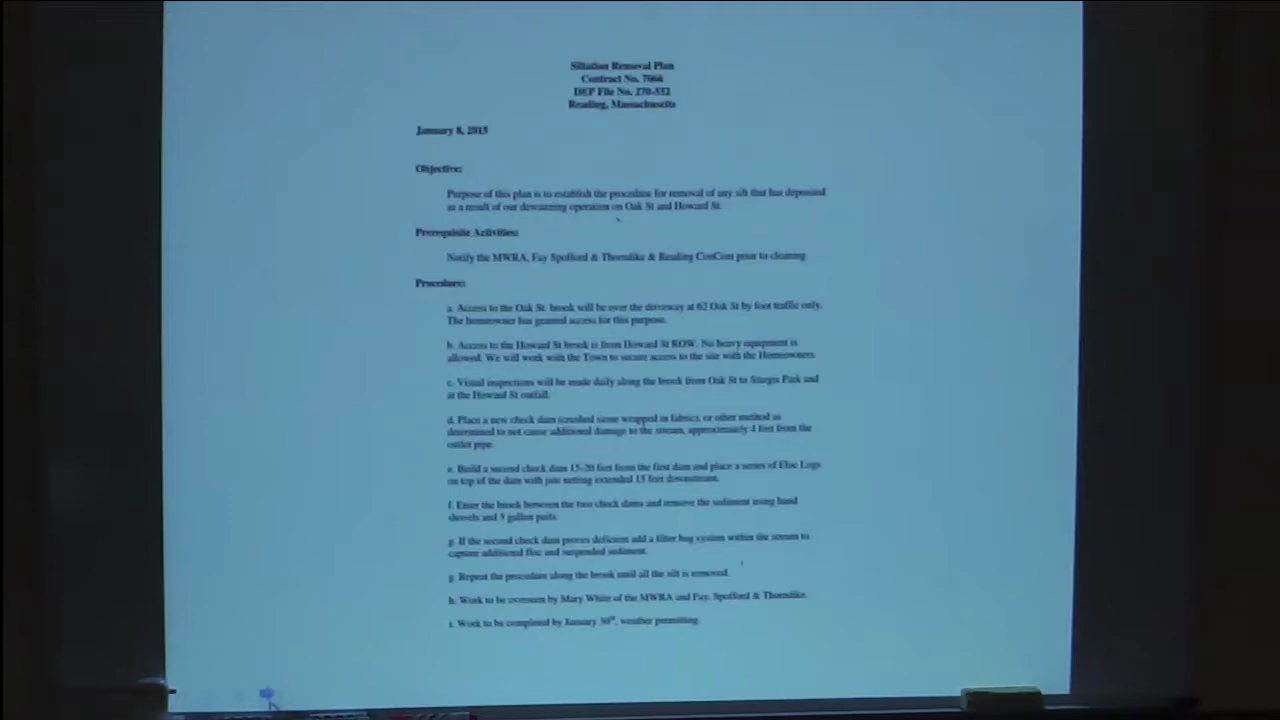 Siltation Removal Plan
Contract No. 7066
DEP File No. 270-552
Reading, Massachusetts
January 8, 2015
Objective:
Purpose of this plan is to establish the procedure for removal of any silt that has deposited
as a result of our dewatering operation on Oak St and Howard St.
Prerequisite Activities:
Notify the MWRA, Fay Spofford & Thorndike & Reading ConCom prior to cleaning.
Procedure:
a. Access to the Oak St. brook will be over the driveway at 62 Oak St by foot traffic only.
The homeowner has granted access for this purpose.
b. Access to the Howard St brook is from Howard St ROW. No heavy equipment is
allowed. We will work with the Town to secure access to the site with the Homeowners.
c. Visual inspections will be made daily along the brook from Oak St to Sturges Park and
at the Howard St outfall.
d. Place a new check dam (crushed stone wrapped in fabric), or other method as
determined to not cause additional damage to the stream, approximately 4 feet from the
outlet pipe.
e. Build a second check dam 15-20 feet from the first dam and place a series of Floc Logs
on top of the dam with jute netting extended 15 feet downstream.
f. Enter the brook between the two check dams and remove the sediment using hand
shovels and 5 gallon pails.
g. If the second check dam proves deficient add a filter bag system within the stream to
capture additional floc and suspended sediment.
g. Repeat the procedure along the brook until all the silt is removal.
h. Work to be overseen by Mary White of the MWRA and Fay, Spofford & Thorndike.
i. Work to be completed by January 30th, weather permitting.